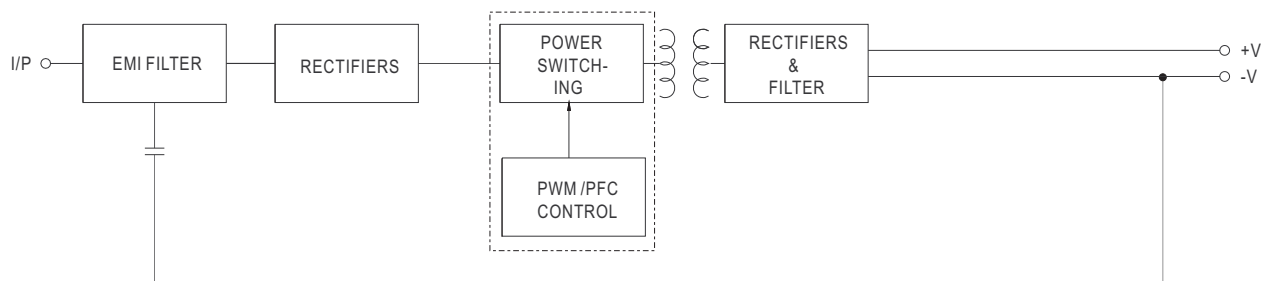 I/P
EMI FILTER
RECTIFIERS
POWER
SWITCH-
ING
RECTIFIERS
&
FILTER
+V
-V
PWM /PFC
CONTROL